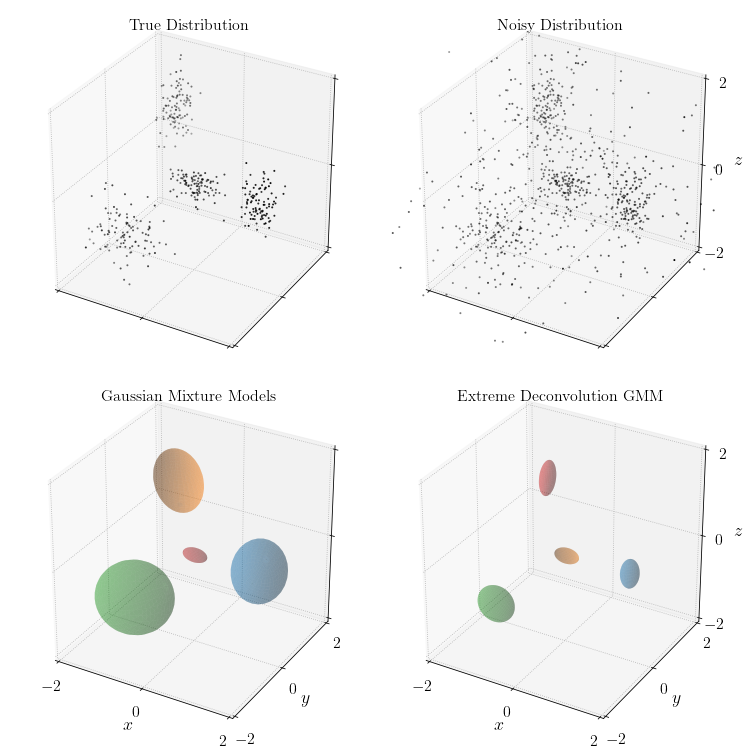 True Distribution
Noisy Distribution
2
0
z
−2
Gaussian Mixture Models
Extreme Deconvolution GMM
2
0
z
−2
2
2
0
y
0
y
−2
−2
0
0
x
x
2
−2
2
−2